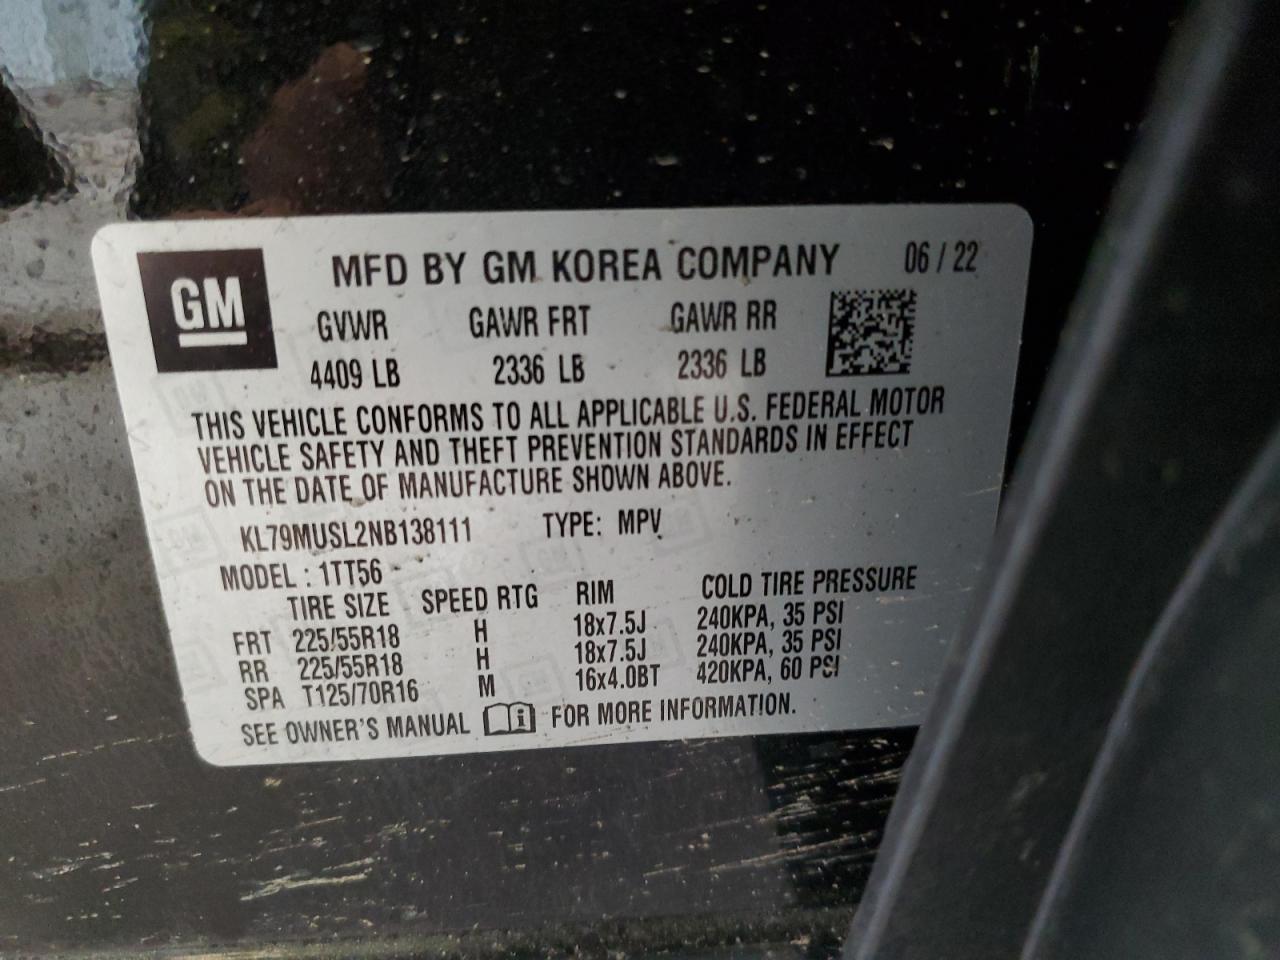 GM
MFD BY GM KOREA COMPANY 06 / 22
GVWR GAWR FRT GAWR RR
4409 LB 2336 LB 2336 LB
THIS VEHICLE CONFORMS TO ALL APPLICABLE U.S. FEDERAL MOTOR
VEHICLE SAFETY AND THEFT PREVENTION STANDARDS IN EFFECT
ON THE DATE OF MANUFACTURE SHOWN ABOVE.
KL79MUSL2NB138111 TYPE: MPV
MODEL : 1TT56
TIRE SIZE SPEED RTG RIM COLD TIRE PRESSURE
FRT 225/55R18 H 18x7.5J 240KPA, 35 PSI
RR 225/55R18 H 18x7.5J 240KPA, 35 PSI
SPA T125/70R16 M 16x4.0BT 420KPA, 60 PSI
SEE OWNER'S MANUAL FOR MORE INFORMATION.